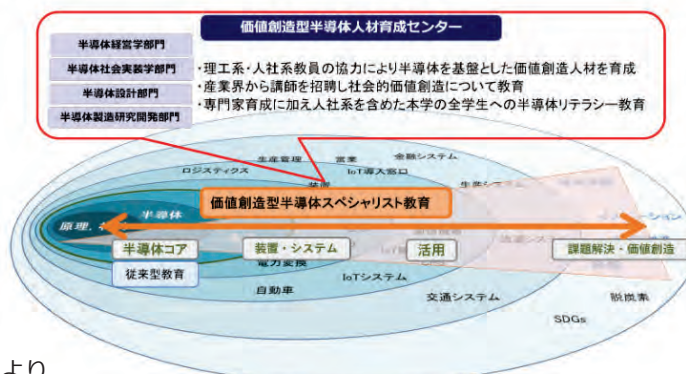 価値創造型半導体人材育成センター
半導体経営学部門
半導体社会実装学部門
半導体設計部門
半導体製造研究開発部門
・理工系・人社系教員の協力により半導体を基盤とした価値創造人材を育成
・産業界から講師を招聘し社会的価値創造について教育
・専門家育成に加え人社系を含めた本学の全学生への半導体リテラシー教育
生産管理 営業 金融システム
ロジスティクス
IoT導入窓口
装置
価値創造型半導体スペシャリスト教育
半導体
原理、
半導体コア
装置・システム
活用
課題解決・価値創造
従来型教育
電力変換
IoTシステム
自動車
交通システム
脱炭素
SDGs
より